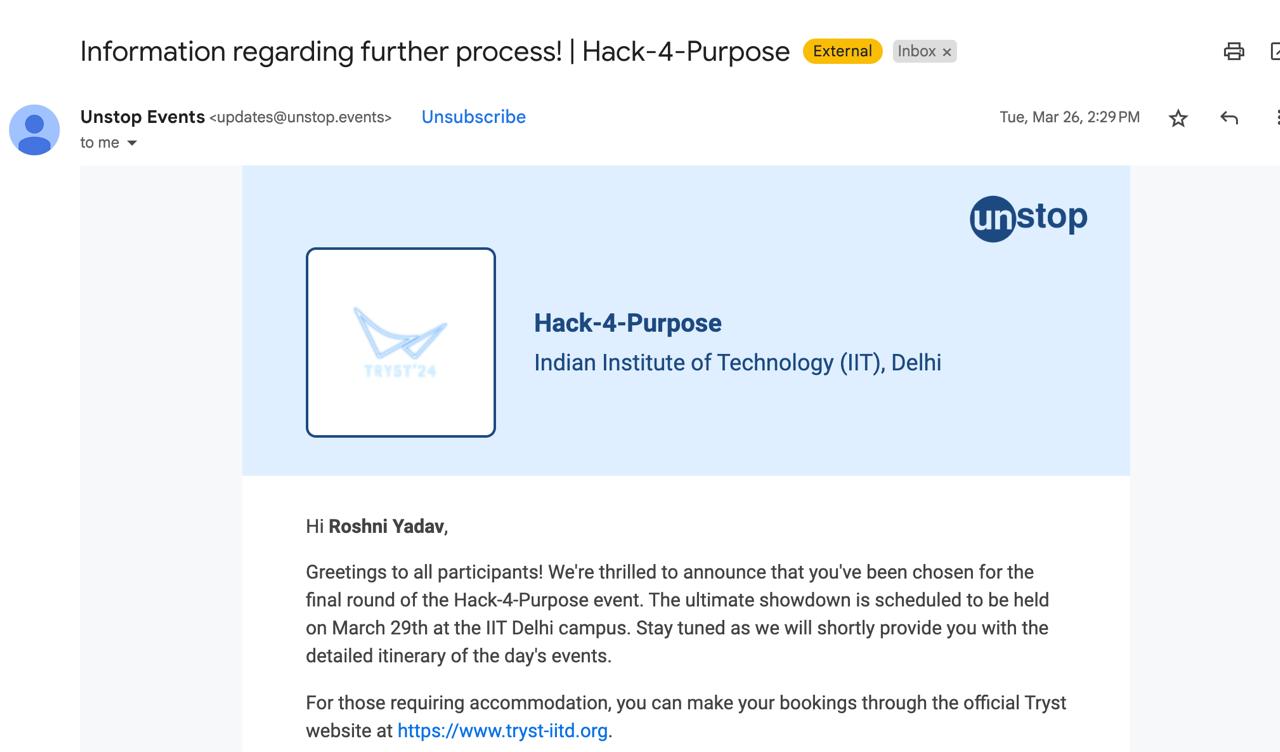 Information regarding further process! | Hack-4-Purpose External Inbox ×
Unstop Events <updates@unstop.events> Unsubscribe Tue, Mar 26, 2:29 PM
to me
unstop
TRYST'24
Hack-4-Purpose
Indian Institute of Technology (IIT), Delhi
Hi Roshni Yadav,
Greetings to all participants! We're thrilled to announce that you've been chosen for the
final round of the Hack-4-Purpose event. The ultimate showdown is scheduled to be held
on March 29th at the IIT Delhi campus. Stay tuned as we will shortly provide you with the
detailed itinerary of the day's events.
For those requiring accommodation, you can make your bookings through the official Tryst
website at https://www.tryst-iitd.org.